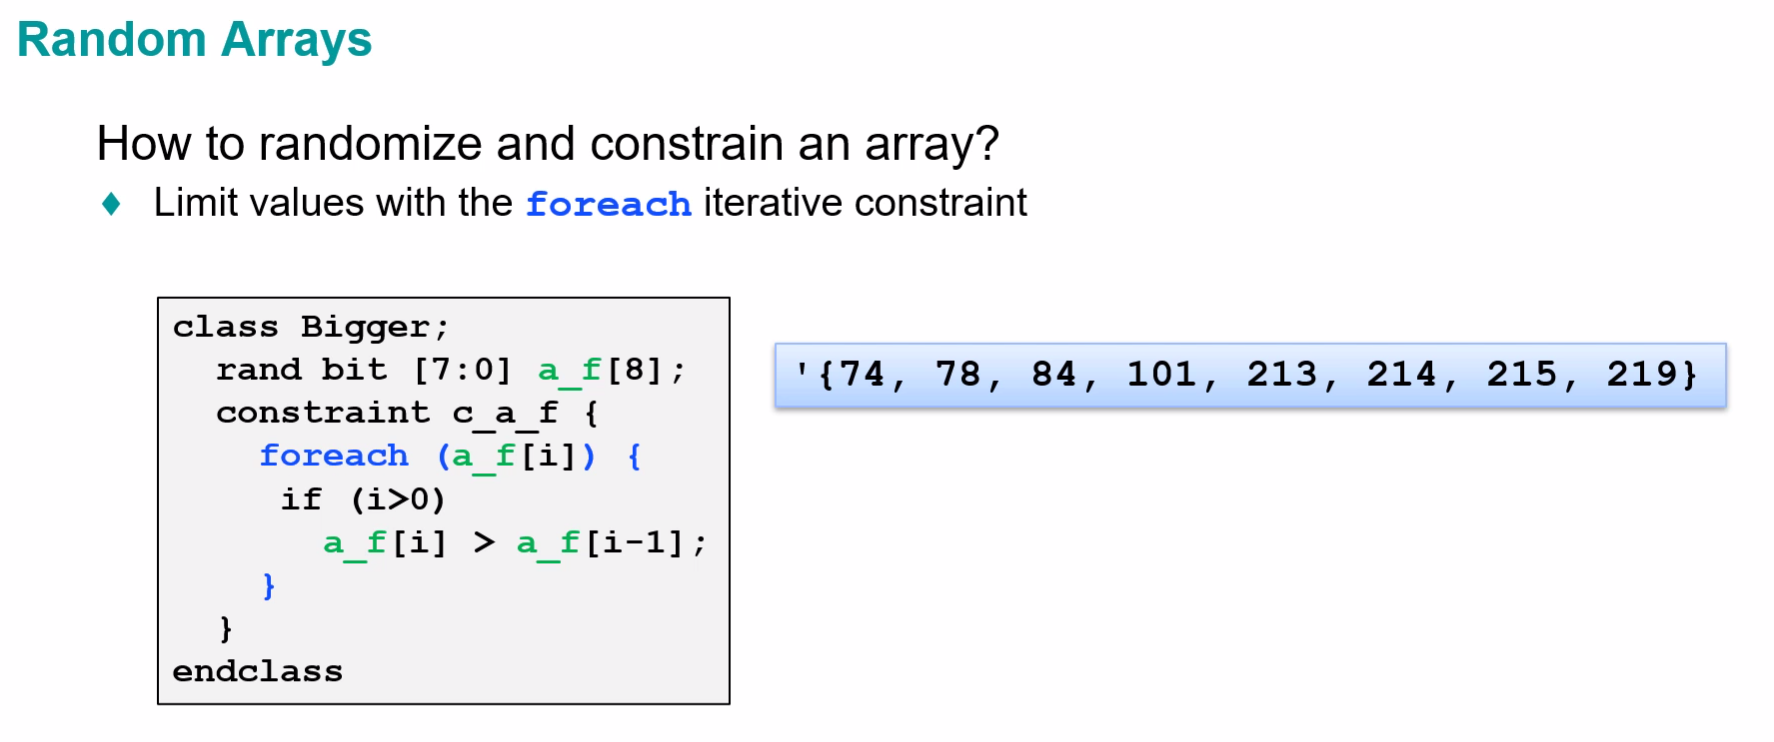 Random Arrays
How to randomize and constrain an array?
♦ Limit values with the foreach iterative constraint
class Bigger;
  rand bit [7:0] a_f[8];
  constraint c_a_f {
    foreach (a_f[i]) {
     if (i>0)
       a_f[i] > a_f[i-1];
    }
  }
endclass
'{74, 78, 84, 101, 213, 214, 215, 219}